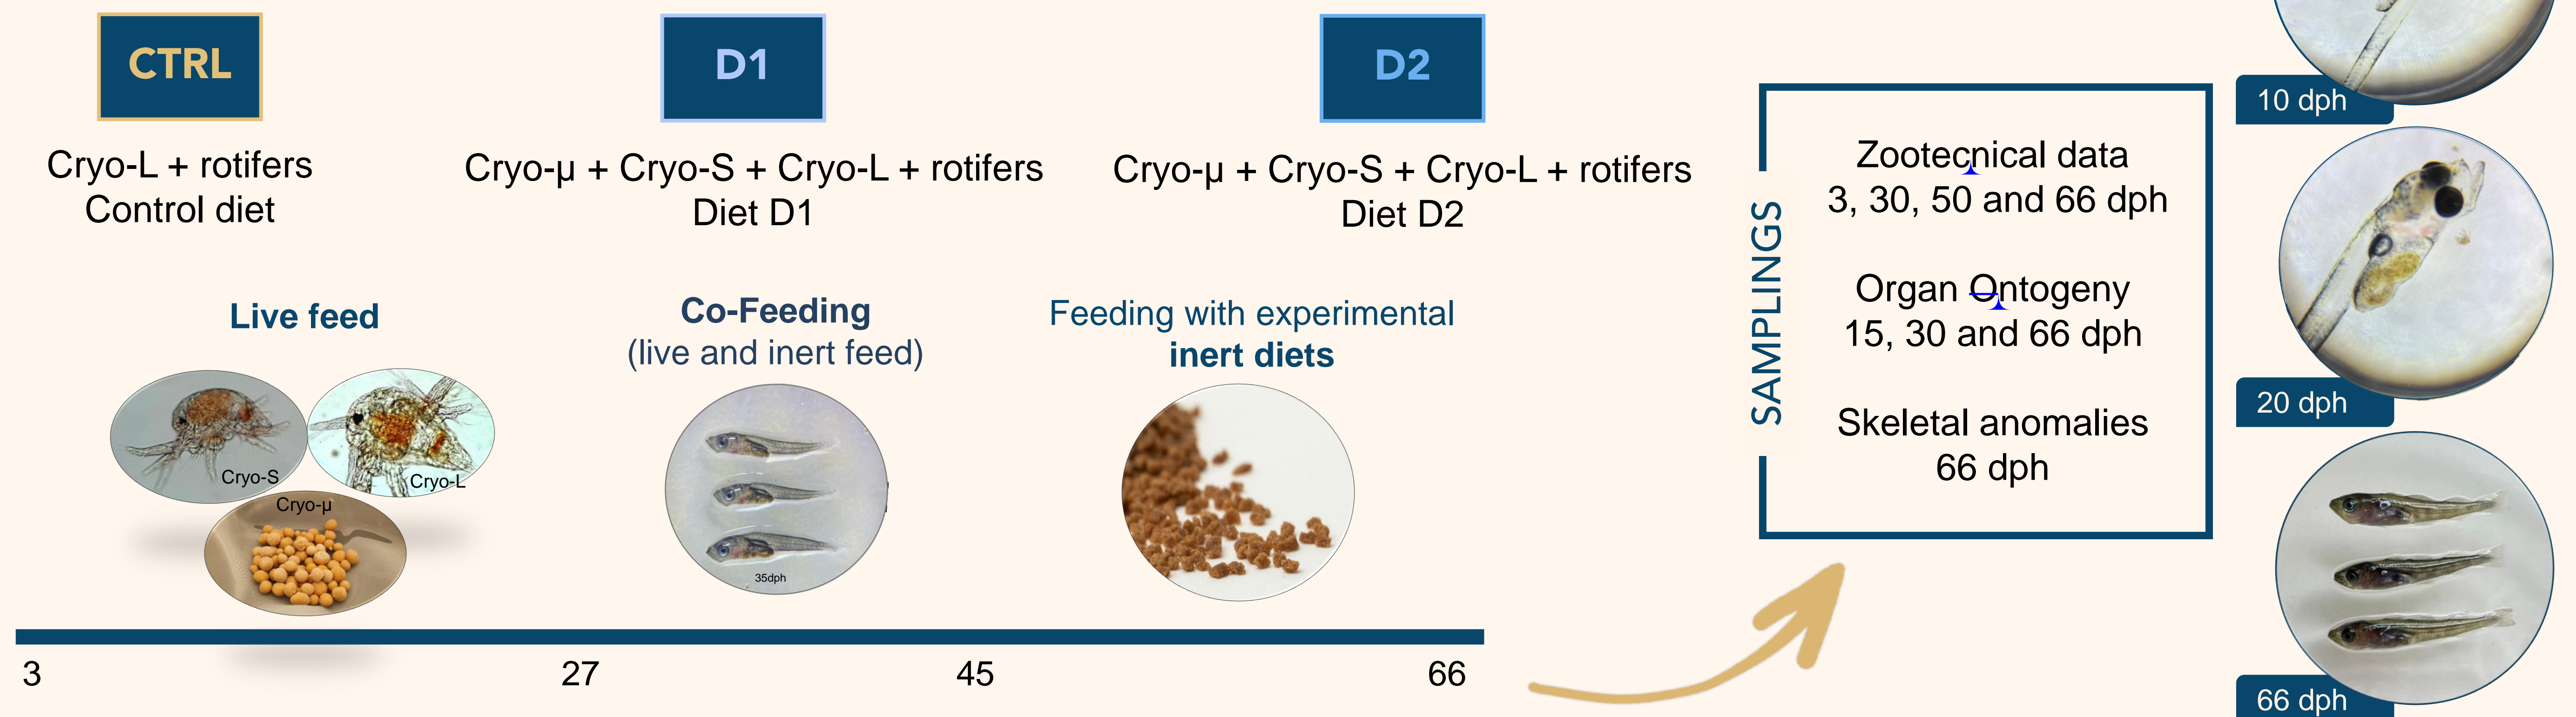 CTRL
Cryo-L + rotifers
Control diet
D1
Cryo-μ + Cryo-S + Cryo-L + rotifers
Diet D1
D2
Cryo-μ + Cryo-S + Cryo-L + rotifers
Diet D2
Live feed
Cryo-S
Cryo-L
Cryo-μ
Co-Feeding
(live and inert feed)
35dph
Feeding with experimental
inert diets
3
27
45
66
SAMPLINGS
Zootecnical data
3, 30, 50 and 66 dph
Organ Ontogeny
15, 30 and 66 dph
Skeletal anomalies
66 dph
10 dph
20 dph
66 dph